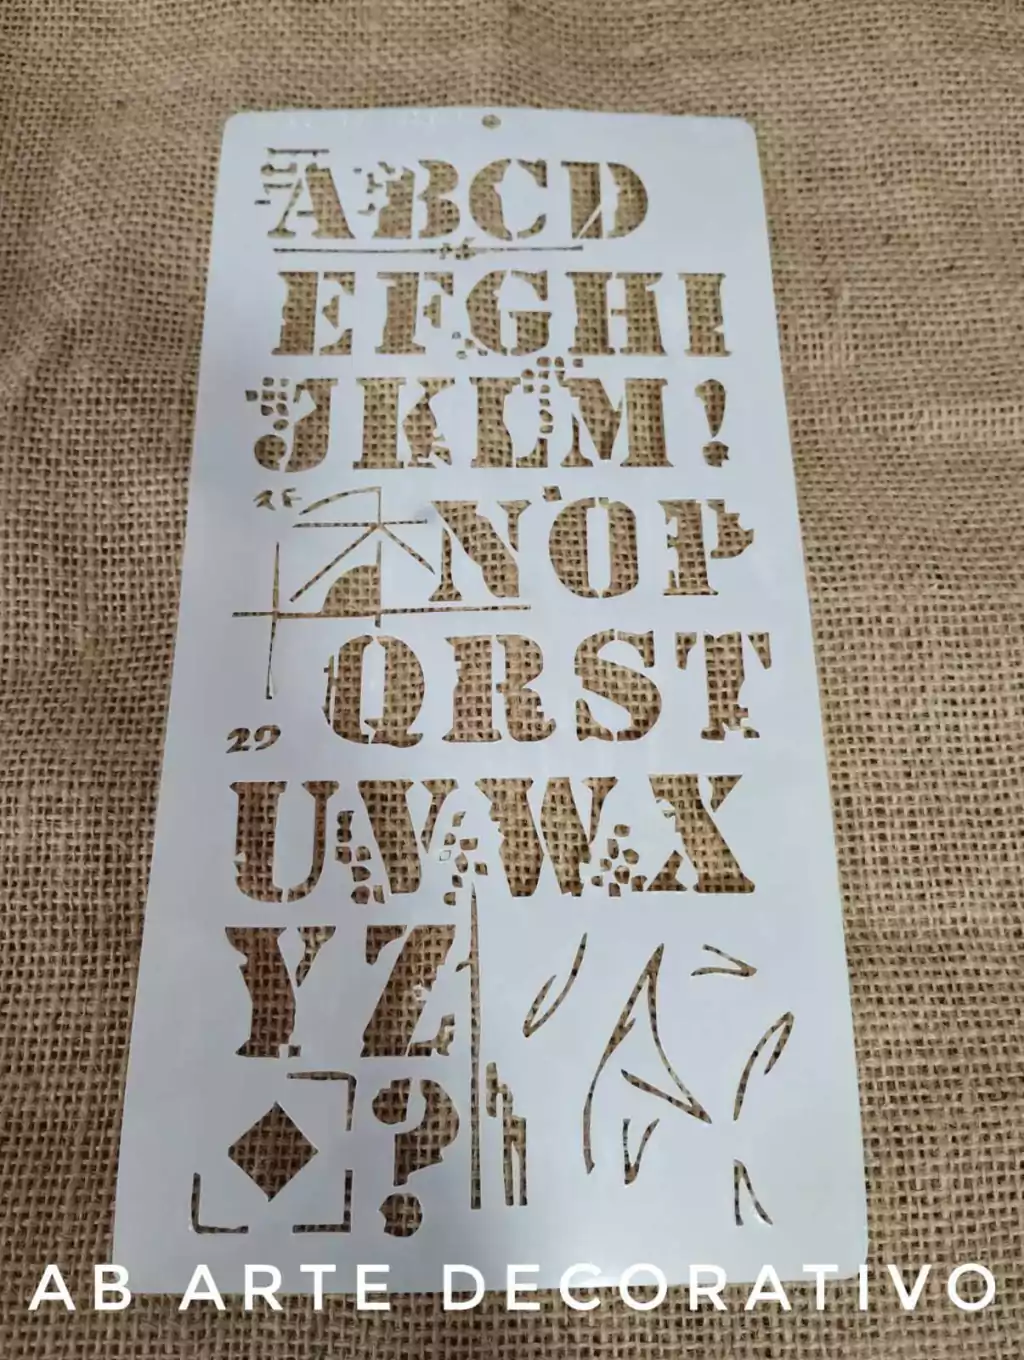 ABCD
EFGHI
JKLM!
NOP
QRST
29
UVWX
YZ
?
AB ARTE DECORATIVO